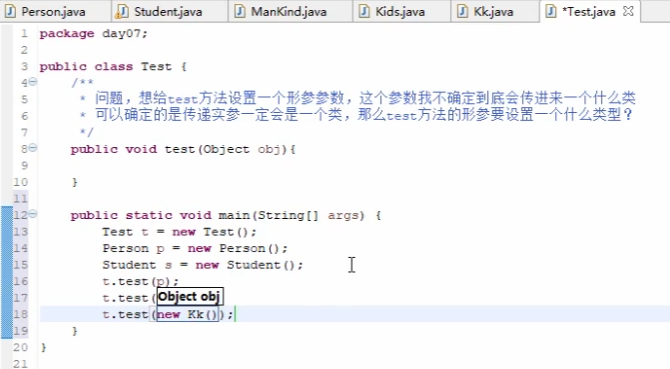 Person.java
Student.java
ManKind.java
Kids.java
Kk.java
*Test.java
1 package day07;
2
3 public class Test {
4 /**
5 * 问题，想给test方法设置一个形参参数，这个参数我不确定到底会传进来一个什么类
6 * 可以确定的是传递实参一定会是一个类，那么test方法的形参要设置一个什么类型？
7 */
8 public void test(Object obj){
9
10 }
11
12 public static void main(String[] args) {
13 Test t = new Test();
14 Person p = new Person();
15 Student s = new Student();
16 t.test(p);
17 t.test(
Object obj
18 t.test(new Kk());
19 }
20 }
21